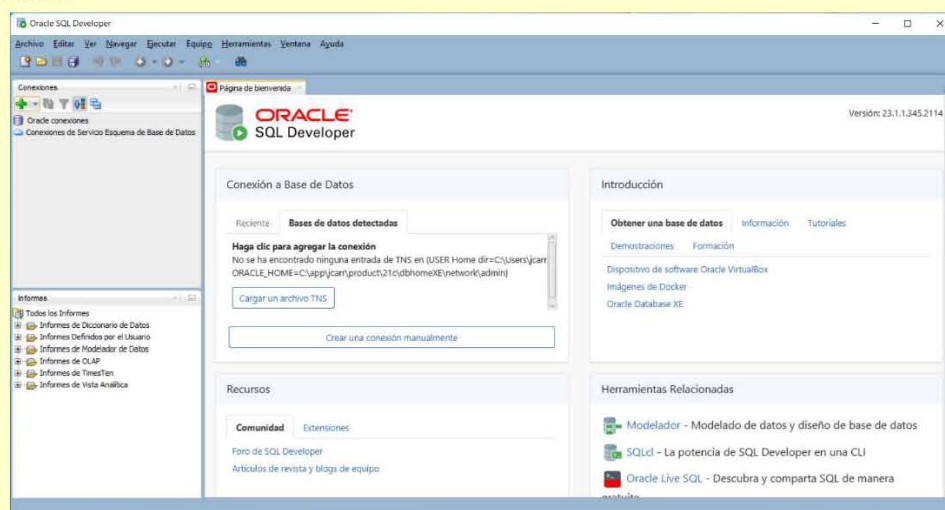 Oracle SQL Developer
Archivo Editar Ver Navegar Ejecutar Equipo Herramientas Ventana Ayuda
Conexiones
Oracle conexiones
Conexiones de Servicio Esquema de Base de Datos
Informes
Todos los Informes
Informes de Diccionario de Datos
Informes Definidos por el Usuario
Informes de Modelador de Datos
Informes de OLAP
Informes de TimesTen
Informes de Vista Analítica
Página de bienvenida
ORACLE
SQL Developer
Versión: 23.1.1.345.2114
Conexión a Base de Datos
Reciente Bases de datos detectadas
Haga clic para agregar la conexión
No se ha encontrado ninguna entrada de TNS en (USER Home dir=C:\Users\jcarr
ORACLE_HOME=C:\app\jcarr\product\21c\dbhomeXE\network\admin)
Cargar un archivo TNS
Crear una conexión manualmente
Introducción
Obtener una base de datos Información Tutoriales
Demostraciones Formación
Dispositivo de software Oracle VirtualBox
Imágenes de Docker
Oracle Database XE
Recursos
Comunidad Extensiones
Foro de SQL Developer
Artículos de revista y blogs de equipo
Herramientas Relacionadas
Modelador - Modelado de datos y diseño de base de datos
SQLcl - La potencia de SQL Developer en una CLI
Oracle Live SQL - Descubra y comparta SQL de manera